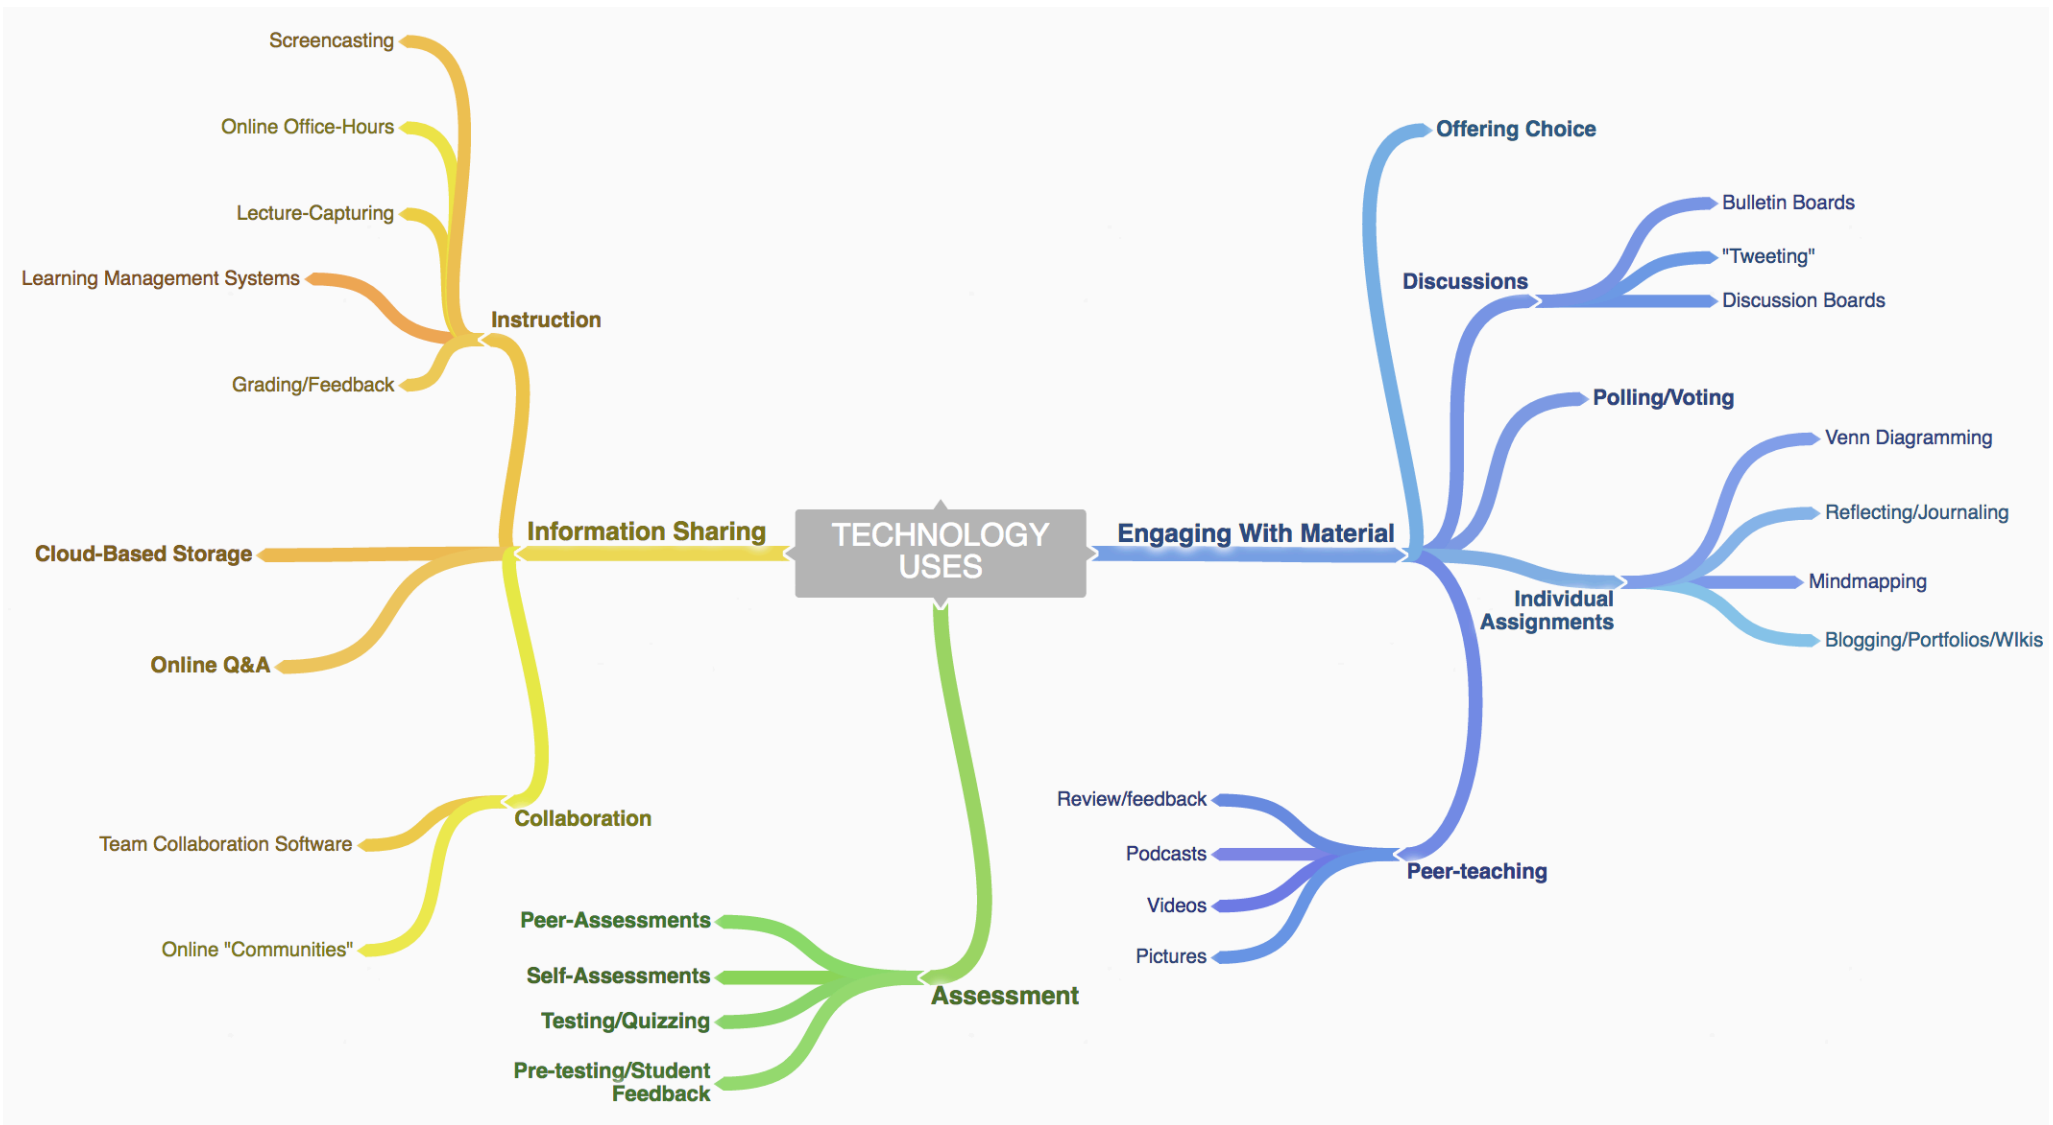 TECHNOLOGY
USES
Information Sharing
Instruction
Screencasting
Online Office-Hours
Lecture-Capturing
Learning Management Systems
Grading/Feedback
Cloud-Based Storage
Online Q&A
Collaboration
Team Collaboration Software
Online "Communities"
Assessment
Peer-Assessments
Self-Assessments
Testing/Quizzing
Pre-testing/Student
Feedback
Engaging With Material
Offering Choice
Discussions
Bulletin Boards
"Tweeting"
Discussion Boards
Polling/Voting
Individual
Assignments
Venn Diagramming
Reflecting/Journaling
Mindmapping
Blogging/Portfolios/WIkis
Peer-teaching
Review/feedback
Podcasts
Videos
Pictures